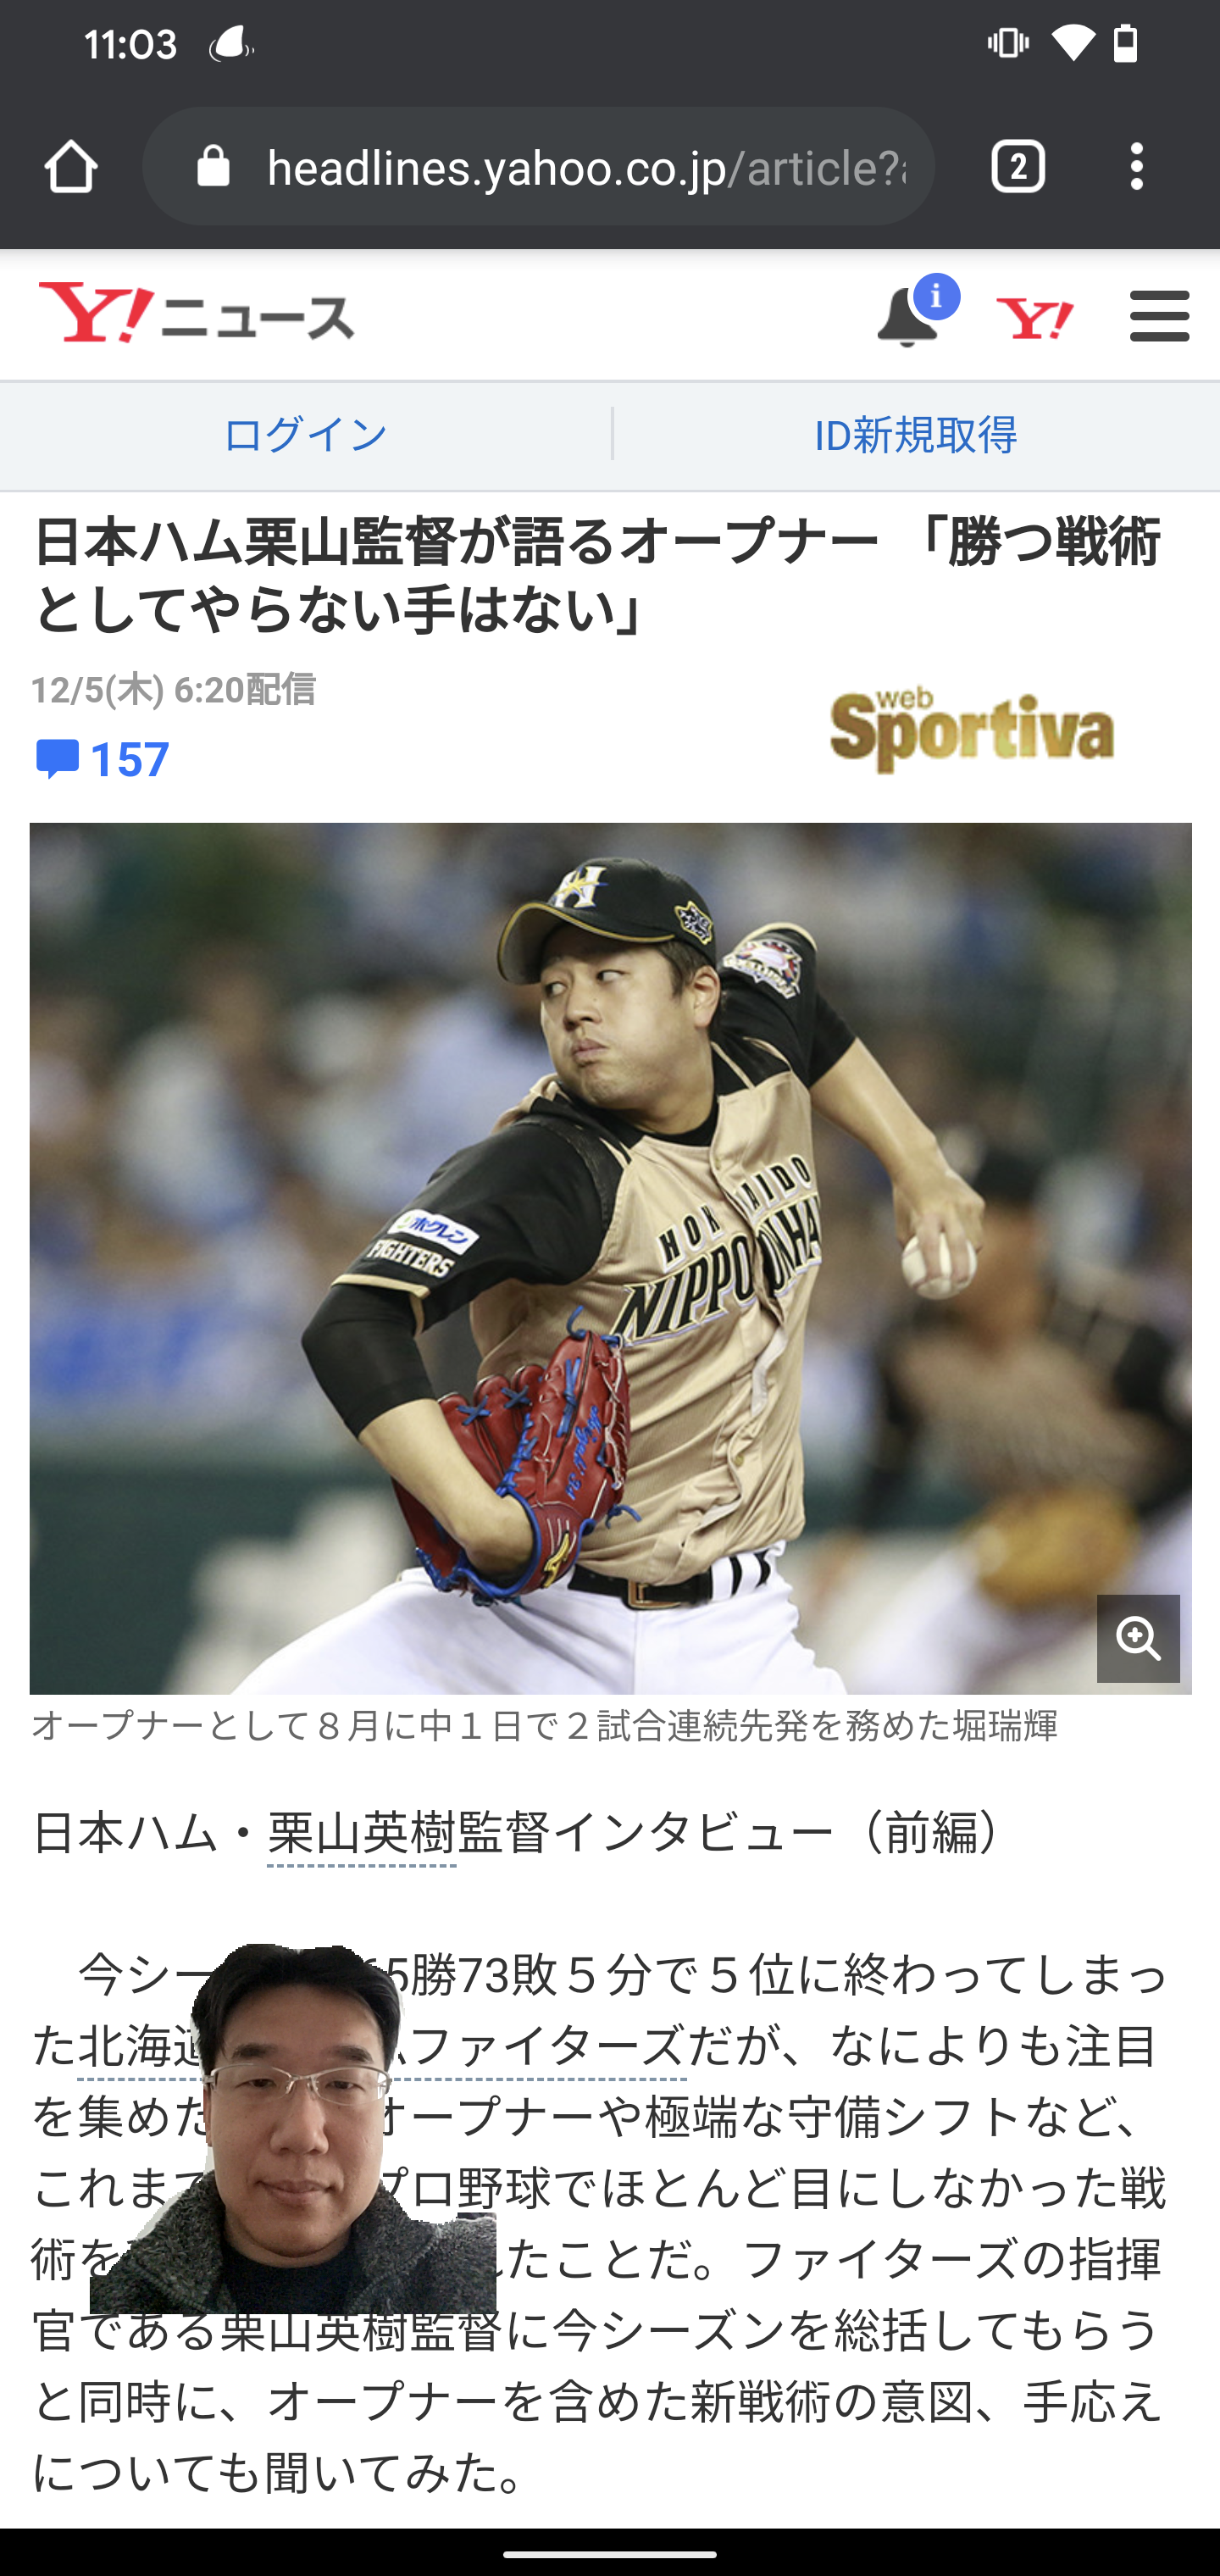 11:03
headlines.yahoo.co.jp/article?
2
Y!ニュース
i
Y!
ログイン
ID新規取得
日本ハム栗山監督が語るオープナー 「勝つ戦術
としてやらない手はない」
12/5(木) 6:20配信
web
Sportiva
157
H
ホクレン
FIGHTERS
HOKKAIDO
NIPPONHAM
オープナーとして８月に中１日で２試合連続先発を務めた堀瑞輝
日本ハム・栗山英樹監督インタビュー（前編）
今シー 5勝73敗５分で５位に終わってしまっ
た北海道 ファイターズだが、なによりも注目
を集めた オープナーや極端な守備シフトなど、
これまで プロ野球でほとんど目にしなかった戦
術を たことだ。ファイターズの指揮
官である栗山英樹監督に今シーズンを総括してもらう
と同時に、オープナーを含めた新戦術の意図、手応え
についても聞いてみた。